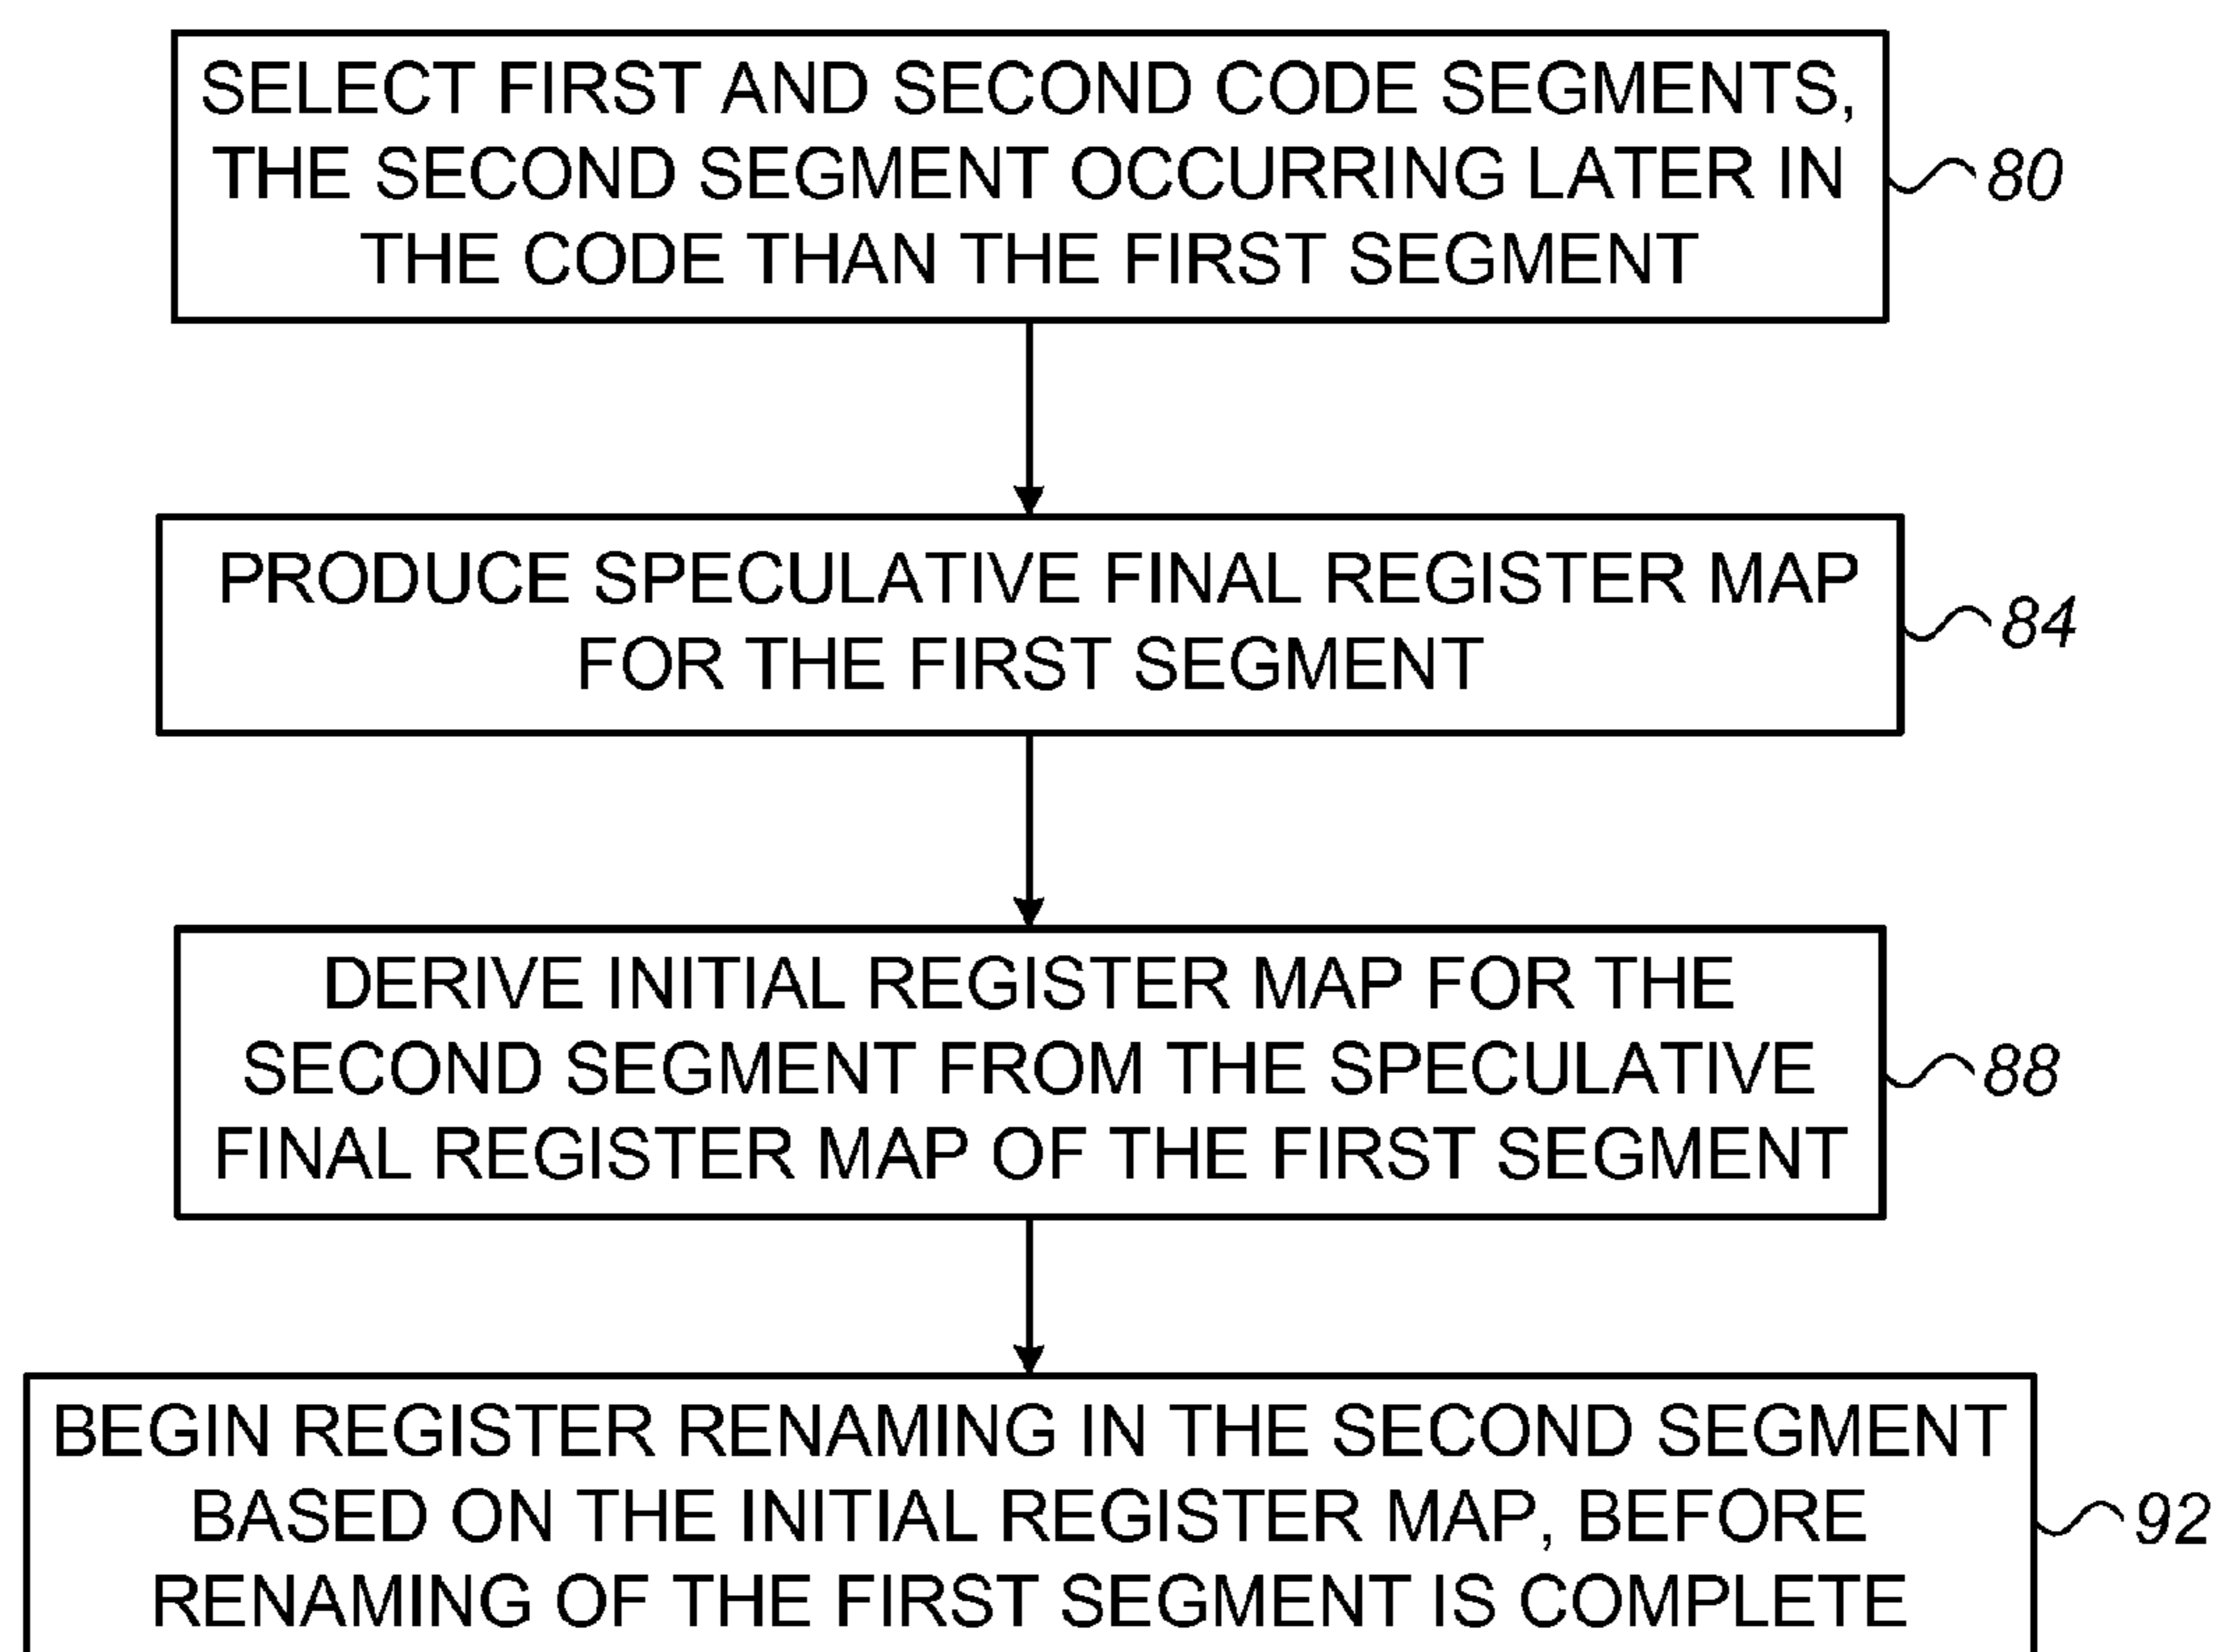 SELECT FIRST AND SECOND CODE SEGMENTS,
THE SECOND SEGMENT OCCURRING LATER IN
THE CODE THAN THE FIRST SEGMENT
80
PRODUCE SPECULATIVE FINAL REGISTER MAP
FOR THE FIRST SEGMENT
84
DERIVE INITIAL REGISTER MAP FOR THE
SECOND SEGMENT FROM THE SPECULATIVE
FINAL REGISTER MAP OF THE FIRST SEGMENT
88
BEGIN REGISTER RENAMING IN THE SECOND SEGMENT
BASED ON THE INITIAL REGISTER MAP, BEFORE
RENAMING OF THE FIRST SEGMENT IS COMPLETE
92